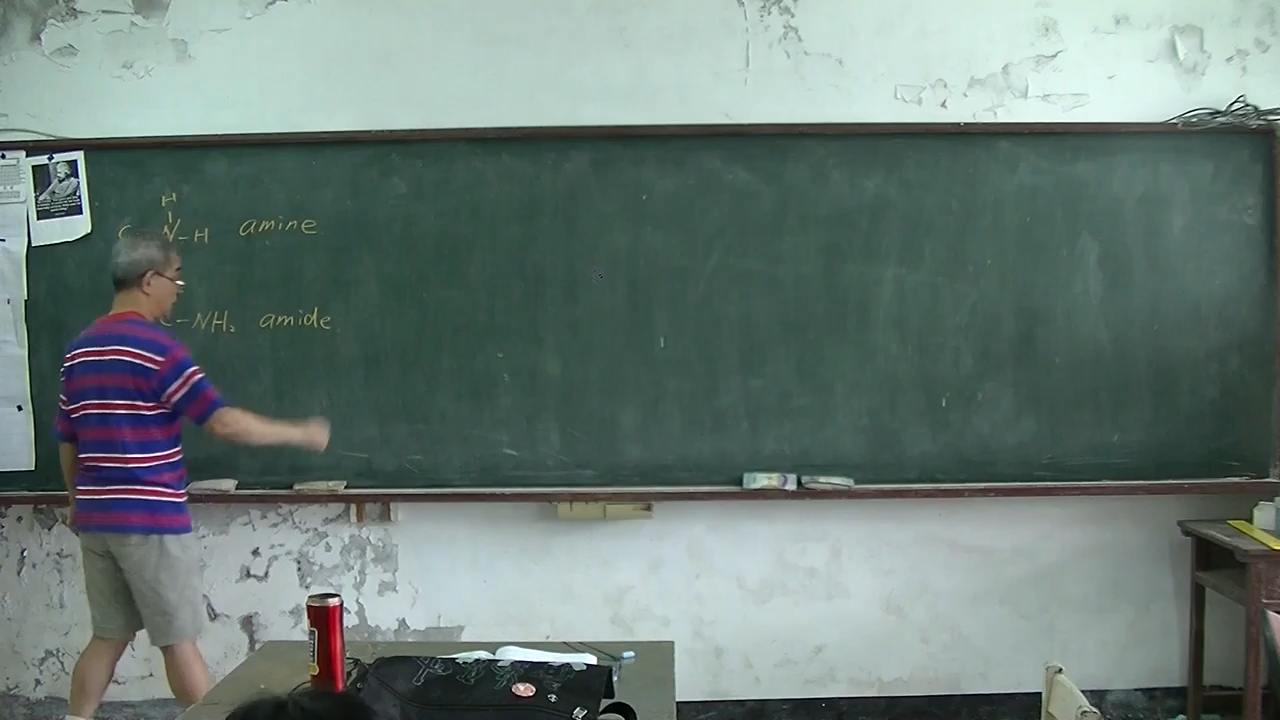 H
C-N-H amine
C-NH₂ amide